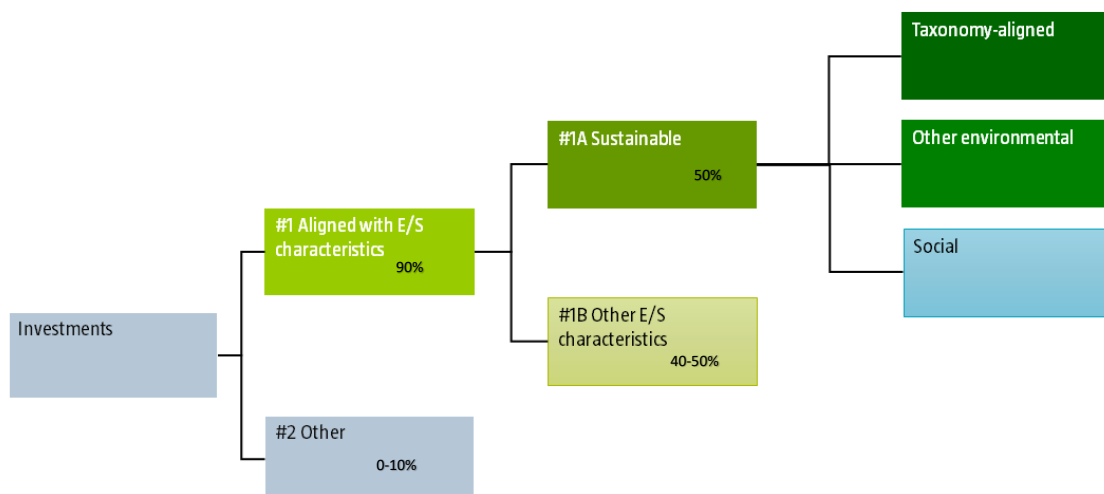 Taxonomy-aligned
Other environmental
Social
#1A Sustainable
50%
#1B Other E/S
characteristics
40-50%
#1 Aligned with E/S
characteristics
90%
#2 Other
0-10%
Investments